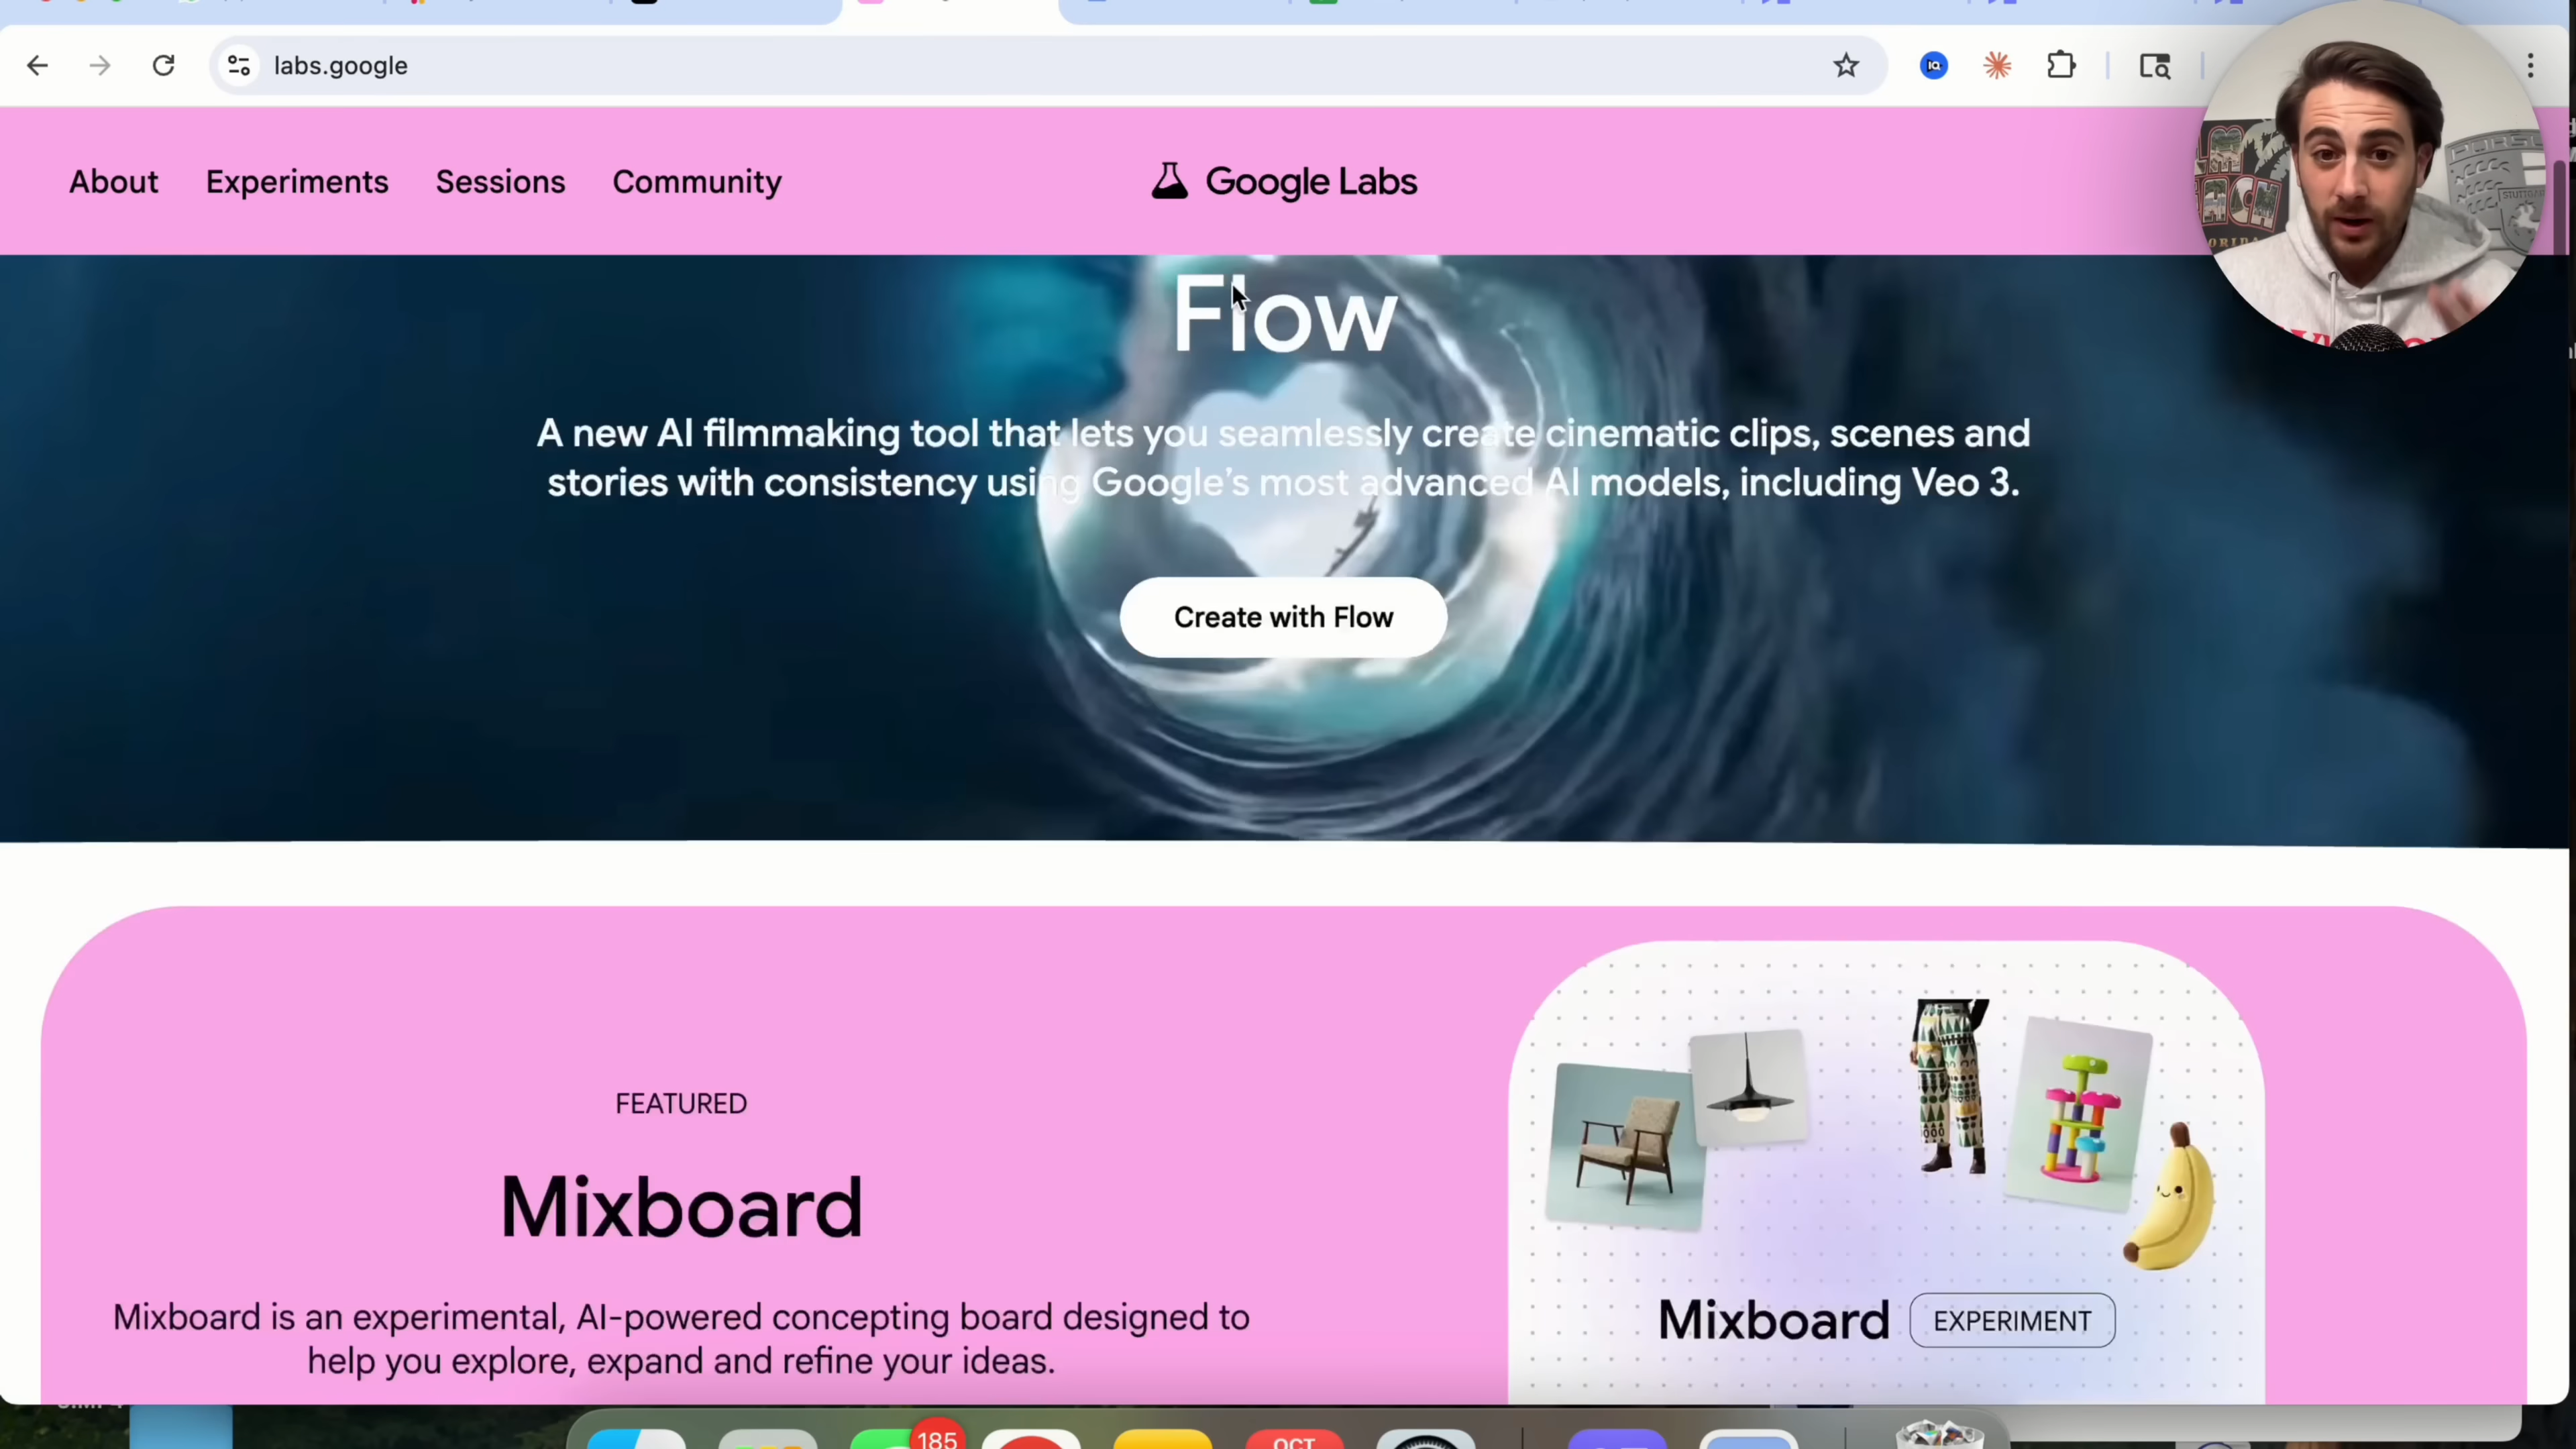 labs.google
About Experiments Sessions Community
Google Labs
Flow
A new AI filmmaking tool that lets you seamlessly create cinematic clips, scenes and
stories with consistency using Google's most advanced AI models, including Veo 3.
Create with Flow
FEATURED
Mixboard
Mixboard is an experimental, AI-powered concepting board designed to
help you explore, expand and refine your ideas.
Mixboard EXPERIMENT
185
OCT